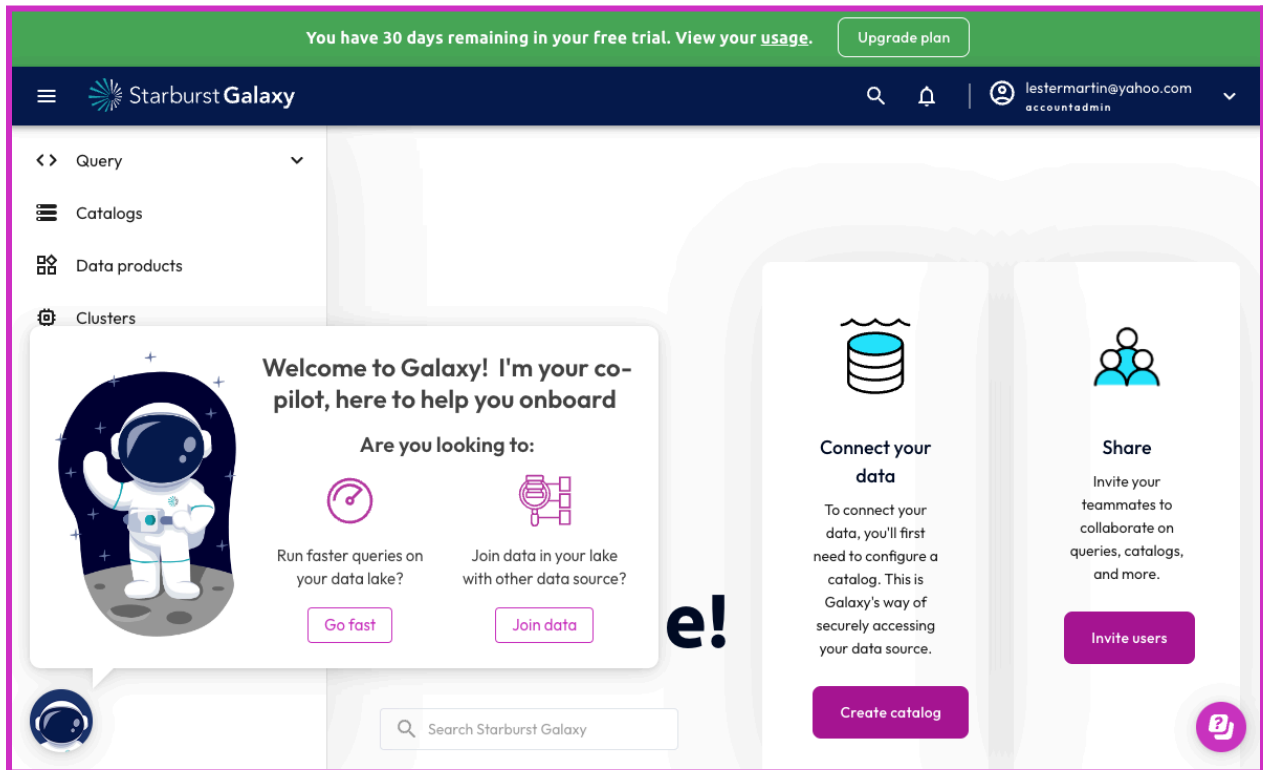 You have 30 days remaining in your free trial. View your usage.
Upgrade plan
Starburst Galaxy
lestermartin@yahoo.com
accountadmin
Query
Catalogs
Data products
Clusters
Welcome to Galaxy! I'm your co-
pilot, here to help you onboard
Are you looking to:
Run faster queries on
your data lake?
Go fast
Join data in your lake
with other data source?
Join data
e!
Search Starburst Galaxy
Connect your
data
To connect your
data, you'll first
need to configure a
catalog. This is
Galaxy's way of
securely accessing
your data source.
Create catalog
Share
Invite your
teammates to
collaborate on
queries, catalogs,
and more.
Invite users